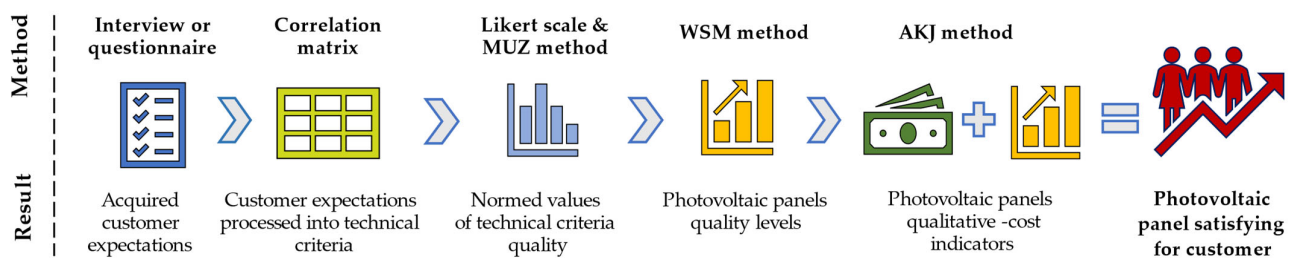 Method
Interview or
questionnaire
Correlation
matrix
Likert scale &
MUZ method
WSM method
AKJ method
Result
Acquired
customer
expectations
Customer expectations
processed into technical
criteria
Normed values
of technical criteria
quality
Photovoltaic panels
quality levels
Photovoltaic panels
qualitative -cost
indicators
Photovoltaic
panel satisfying
for customer